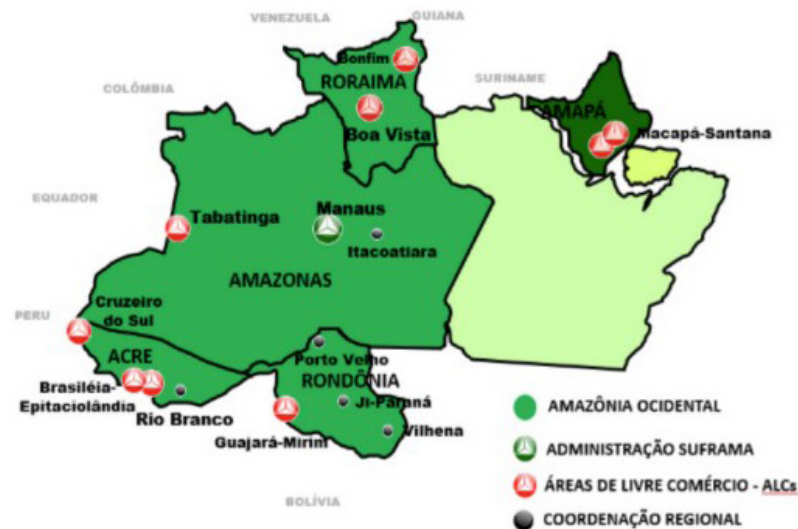 VENEZUELA
GUIANA
Bonfim
RORAIMA
COLÔMBIA
SURINAME
AMAPÁ
Boa Vista
Macapá-Santana
EQUADOR
Tabatinga
Manaus
Itacoatiara
AMAZONAS
Cruzeiro
do Sul
PERU
ACRE
Porto Velho
RONDÔNIA
Brasiléia-
Epitaciolândia
Rio Branco
Ji-Paraná
Guajará-Mirim
Vilhena
BOLÍVIA
AMAZÔNIA OCIDENTAL
ADMINISTRAÇÃO SUFRAMA
ÁREAS DE LIVRE COMÉRCIO - ALCs
COORDENAÇÃO REGIONAL